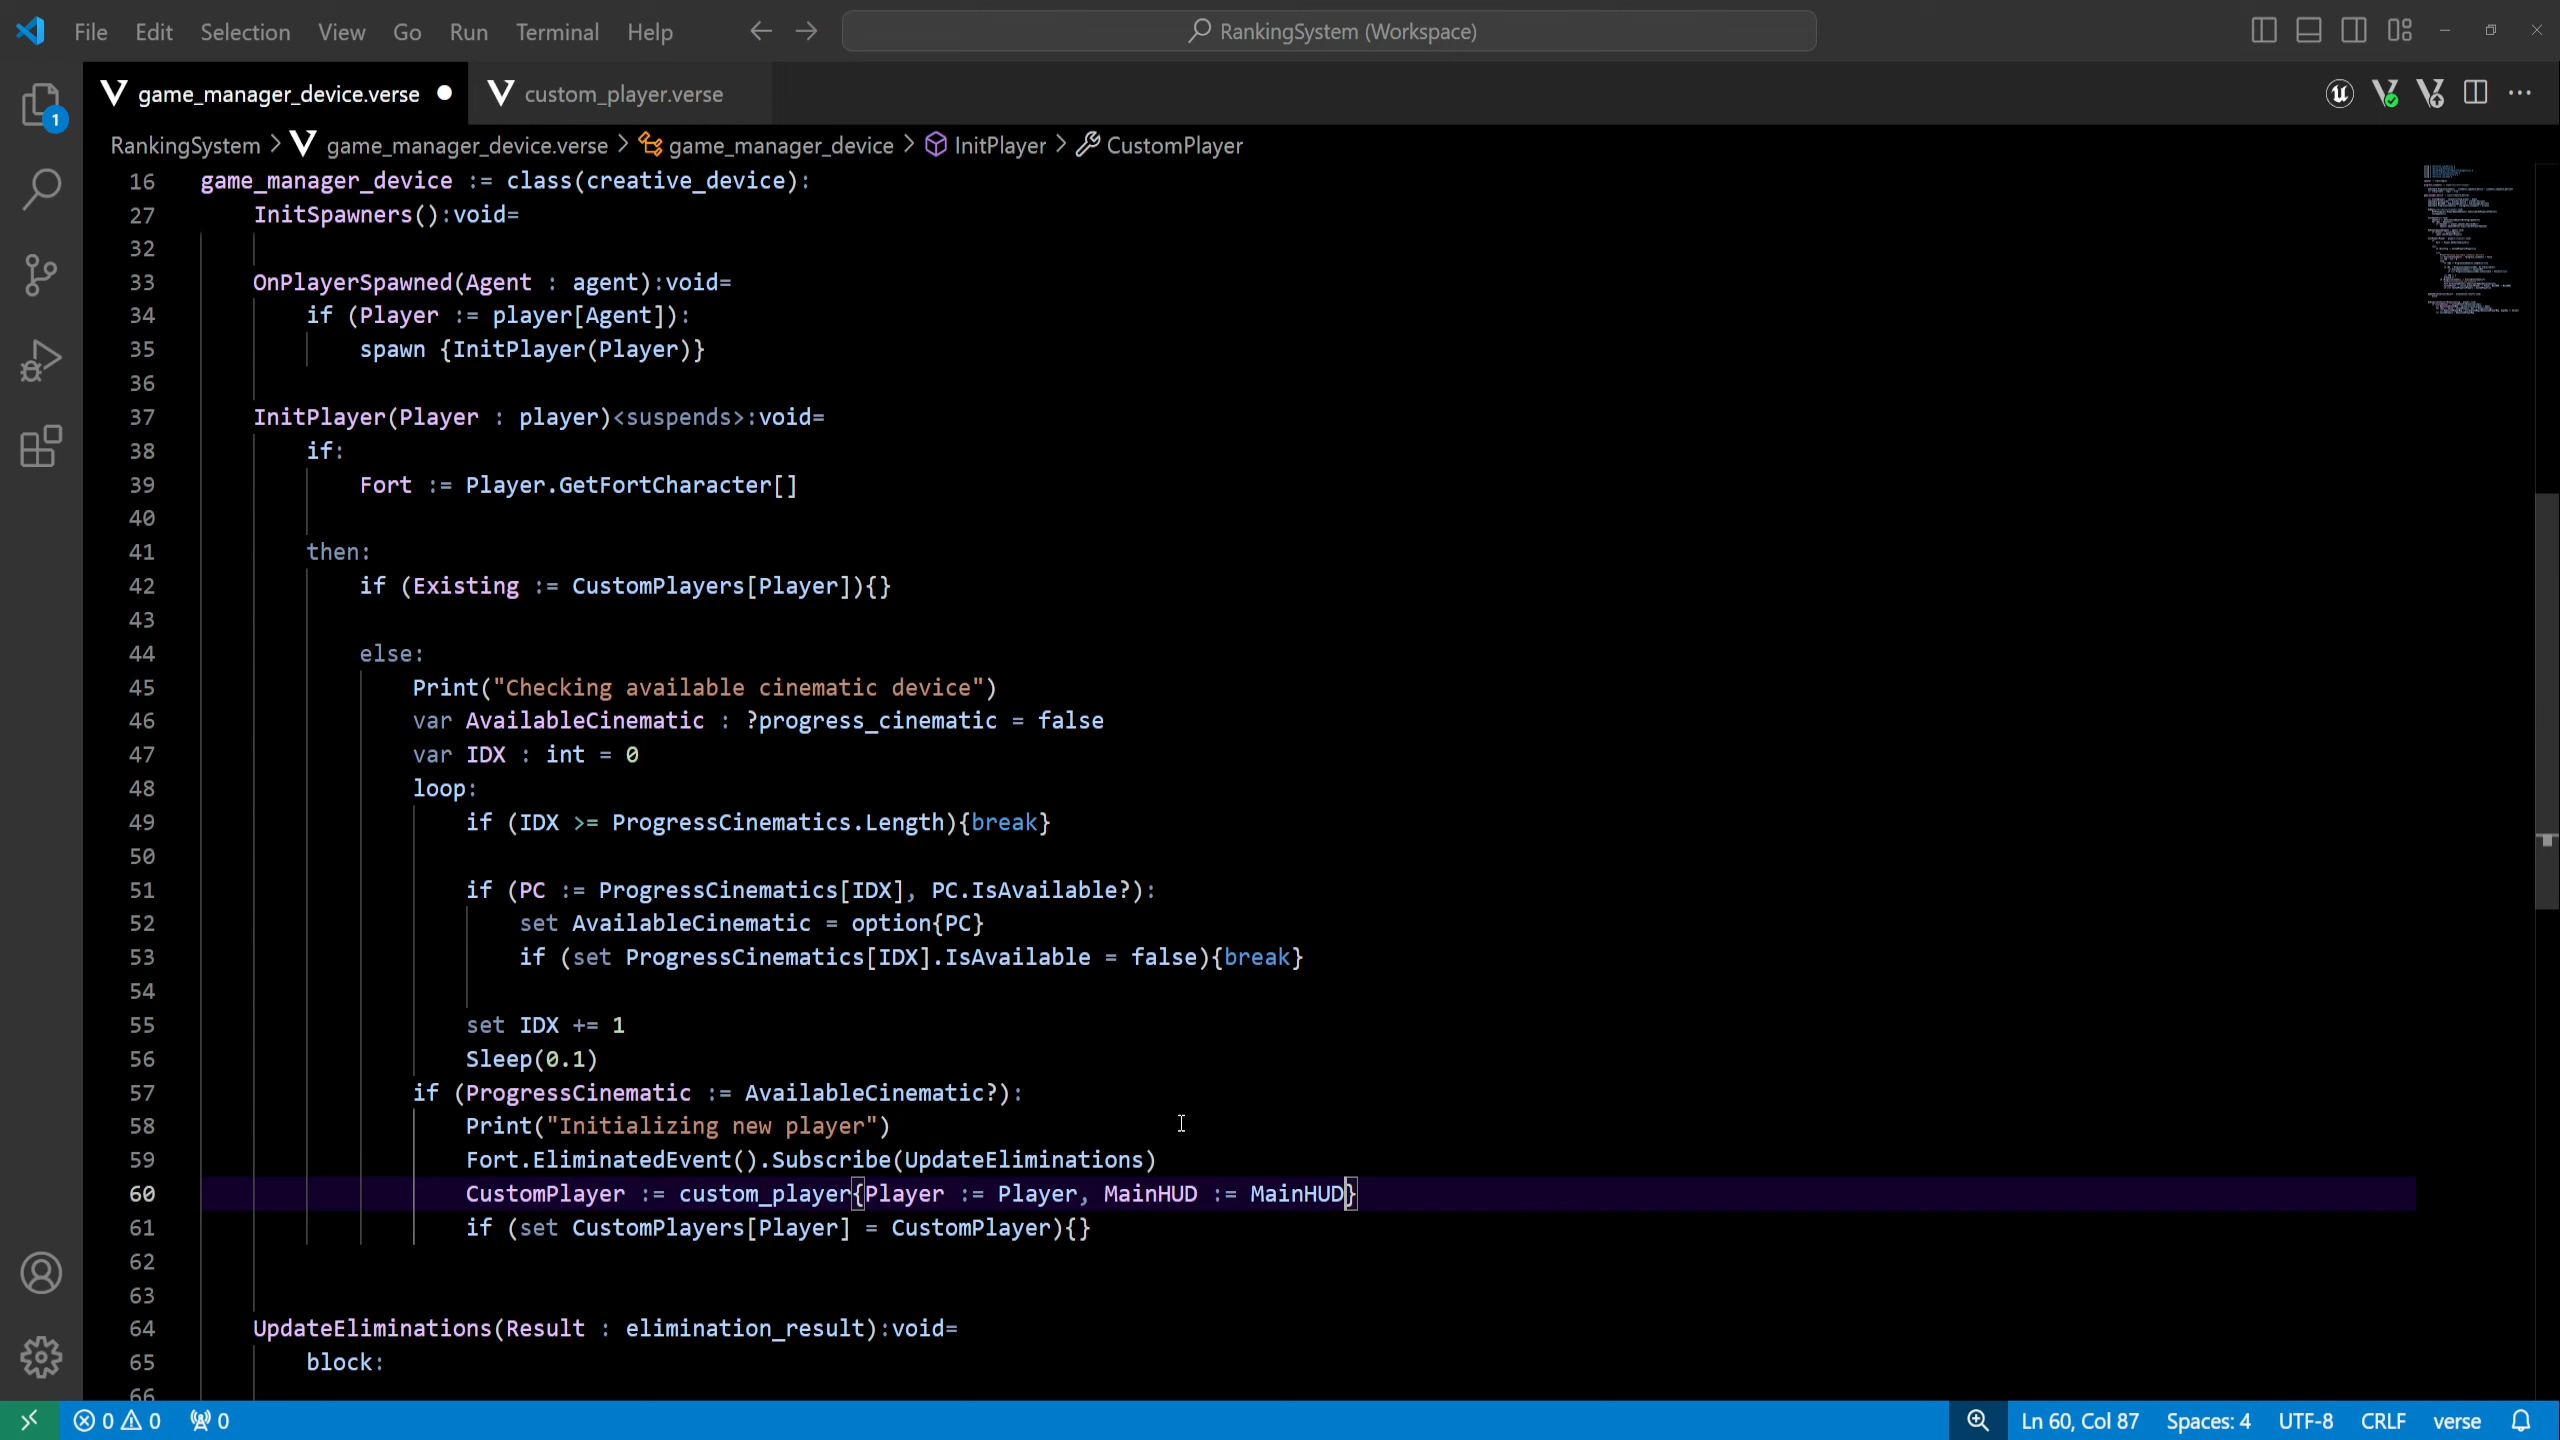 File Edit Selection View Go Run Terminal Help RankingSystem (Workspace)
game_manager_device.verse custom_player.verse
RankingSystem > game_manager_device.verse > game_manager_device > InitPlayer > CustomPlayer
1
16 game_manager_device := class(creative_device):
27 InitSpawners():void=
32
33 OnPlayerSpawned(Agent : agent):void=
34 if (Player := player[Agent]):
35 spawn {InitPlayer(Player)}
36
37 InitPlayer(Player : player)<suspends>:void=
38 if:
39 Fort := Player.GetFortCharacter[]
40
41 then:
42 if (Existing := CustomPlayers[Player]){}
43
44 else:
45 Print("Checking available cinematic device")
46 var AvailableCinematic : ?progress_cinematic = false
47 var IDX : int = 0
48 loop:
49 if (IDX >= ProgressCinematics.Length){break}
50
51 if (PC := ProgressCinematics[IDX], PC.IsAvailable?):
52 set AvailableCinematic = option{PC}
53 if (set ProgressCinematics[IDX].IsAvailable = false){break}
54
55 set IDX += 1
56 Sleep(0.1)
57 if (ProgressCinematic := AvailableCinematic?):
58 Print("Initializing new player")
59 Fort.EliminatedEvent().Subscribe(UpdateEliminations)
60 CustomPlayer := custom_player{Player := Player, MainHUD := MainHUD}
61 if (set CustomPlayers[Player] = CustomPlayer){}
62
63
64 UpdateEliminations(Result : elimination_result):void=
65 block:
66
0 0 0 Ln 60, Col 87 Spaces: 4 UTF-8 CRLF verse